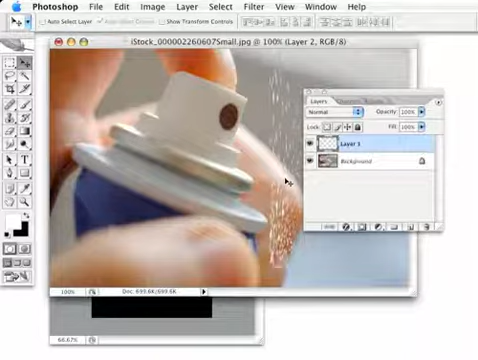 Photoshop File Edit Image Layer Select Filter View Window Help
Auto Select Layer Show Transform Controls
iStock_000002260607Small.jpg @ 100% (Layer 2, RGB/8)
Layers
Normal Opacity: 100%
Lock: Fill: 100%
Layer 1
Background
100% Doc: 699.6K/699.6K
66.67%